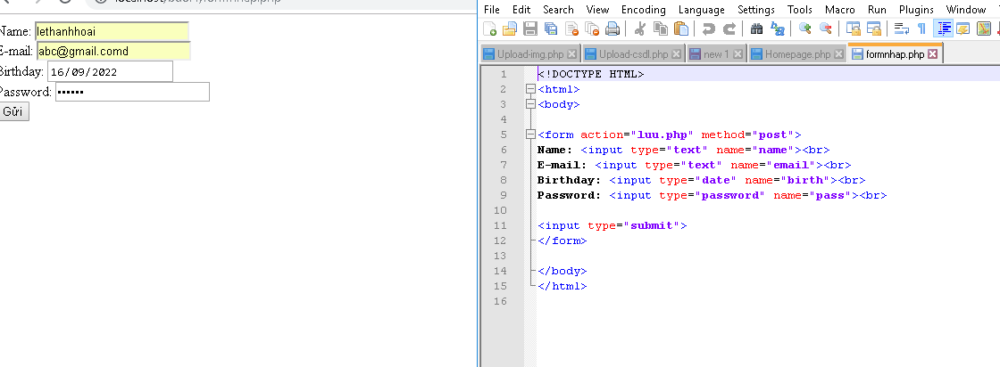 Name: lethanhhoai
E-mail: abc@gmail.comd
Birthday: 16/09/2022
Password: ••••••
Gửi
File Edit Search View Encoding Language Settings Tools Macro Run Plugins Window
Upload-img.php Upload-csdl.php new 1 Homepage.php formnhap.php
1 <!DOCTYPE HTML>
2 <html>
3 <body>
4
5 <form action="luu.php" method="post">
6 Name: <input type="text" name="name"><br>
7 E-mail: <input type="text" name="email"><br>
8 Birthday: <input type="date" name="birth"><br>
9 Password: <input type="password" name="pass"><br>
10
11 <input type="submit">
12 </form>
13
14 </body>
15 </html>
16